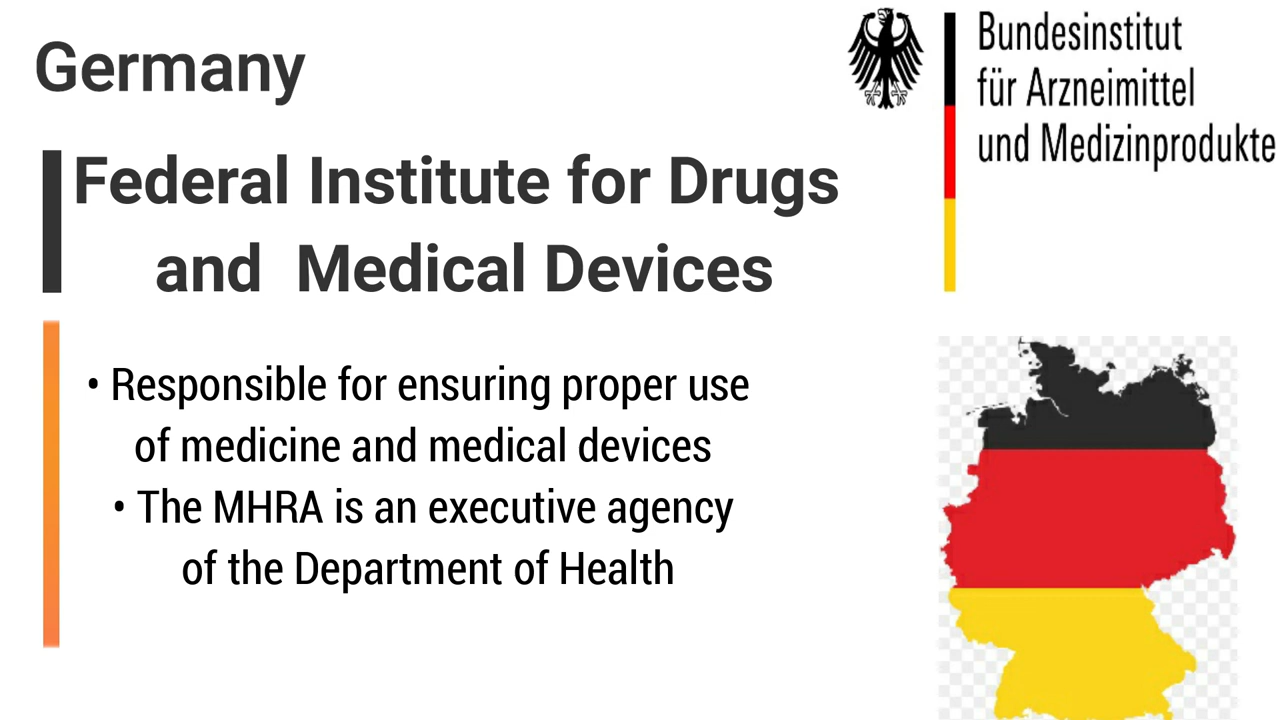 Germany
Federal Institute for Drugs
and Medical Devices
• Responsible for ensuring proper use
of medicine and medical devices
• The MHRA is an executive agency
of the Department of Health
Bundesinstitut
für Arzneimittel
und Medizinprodukte